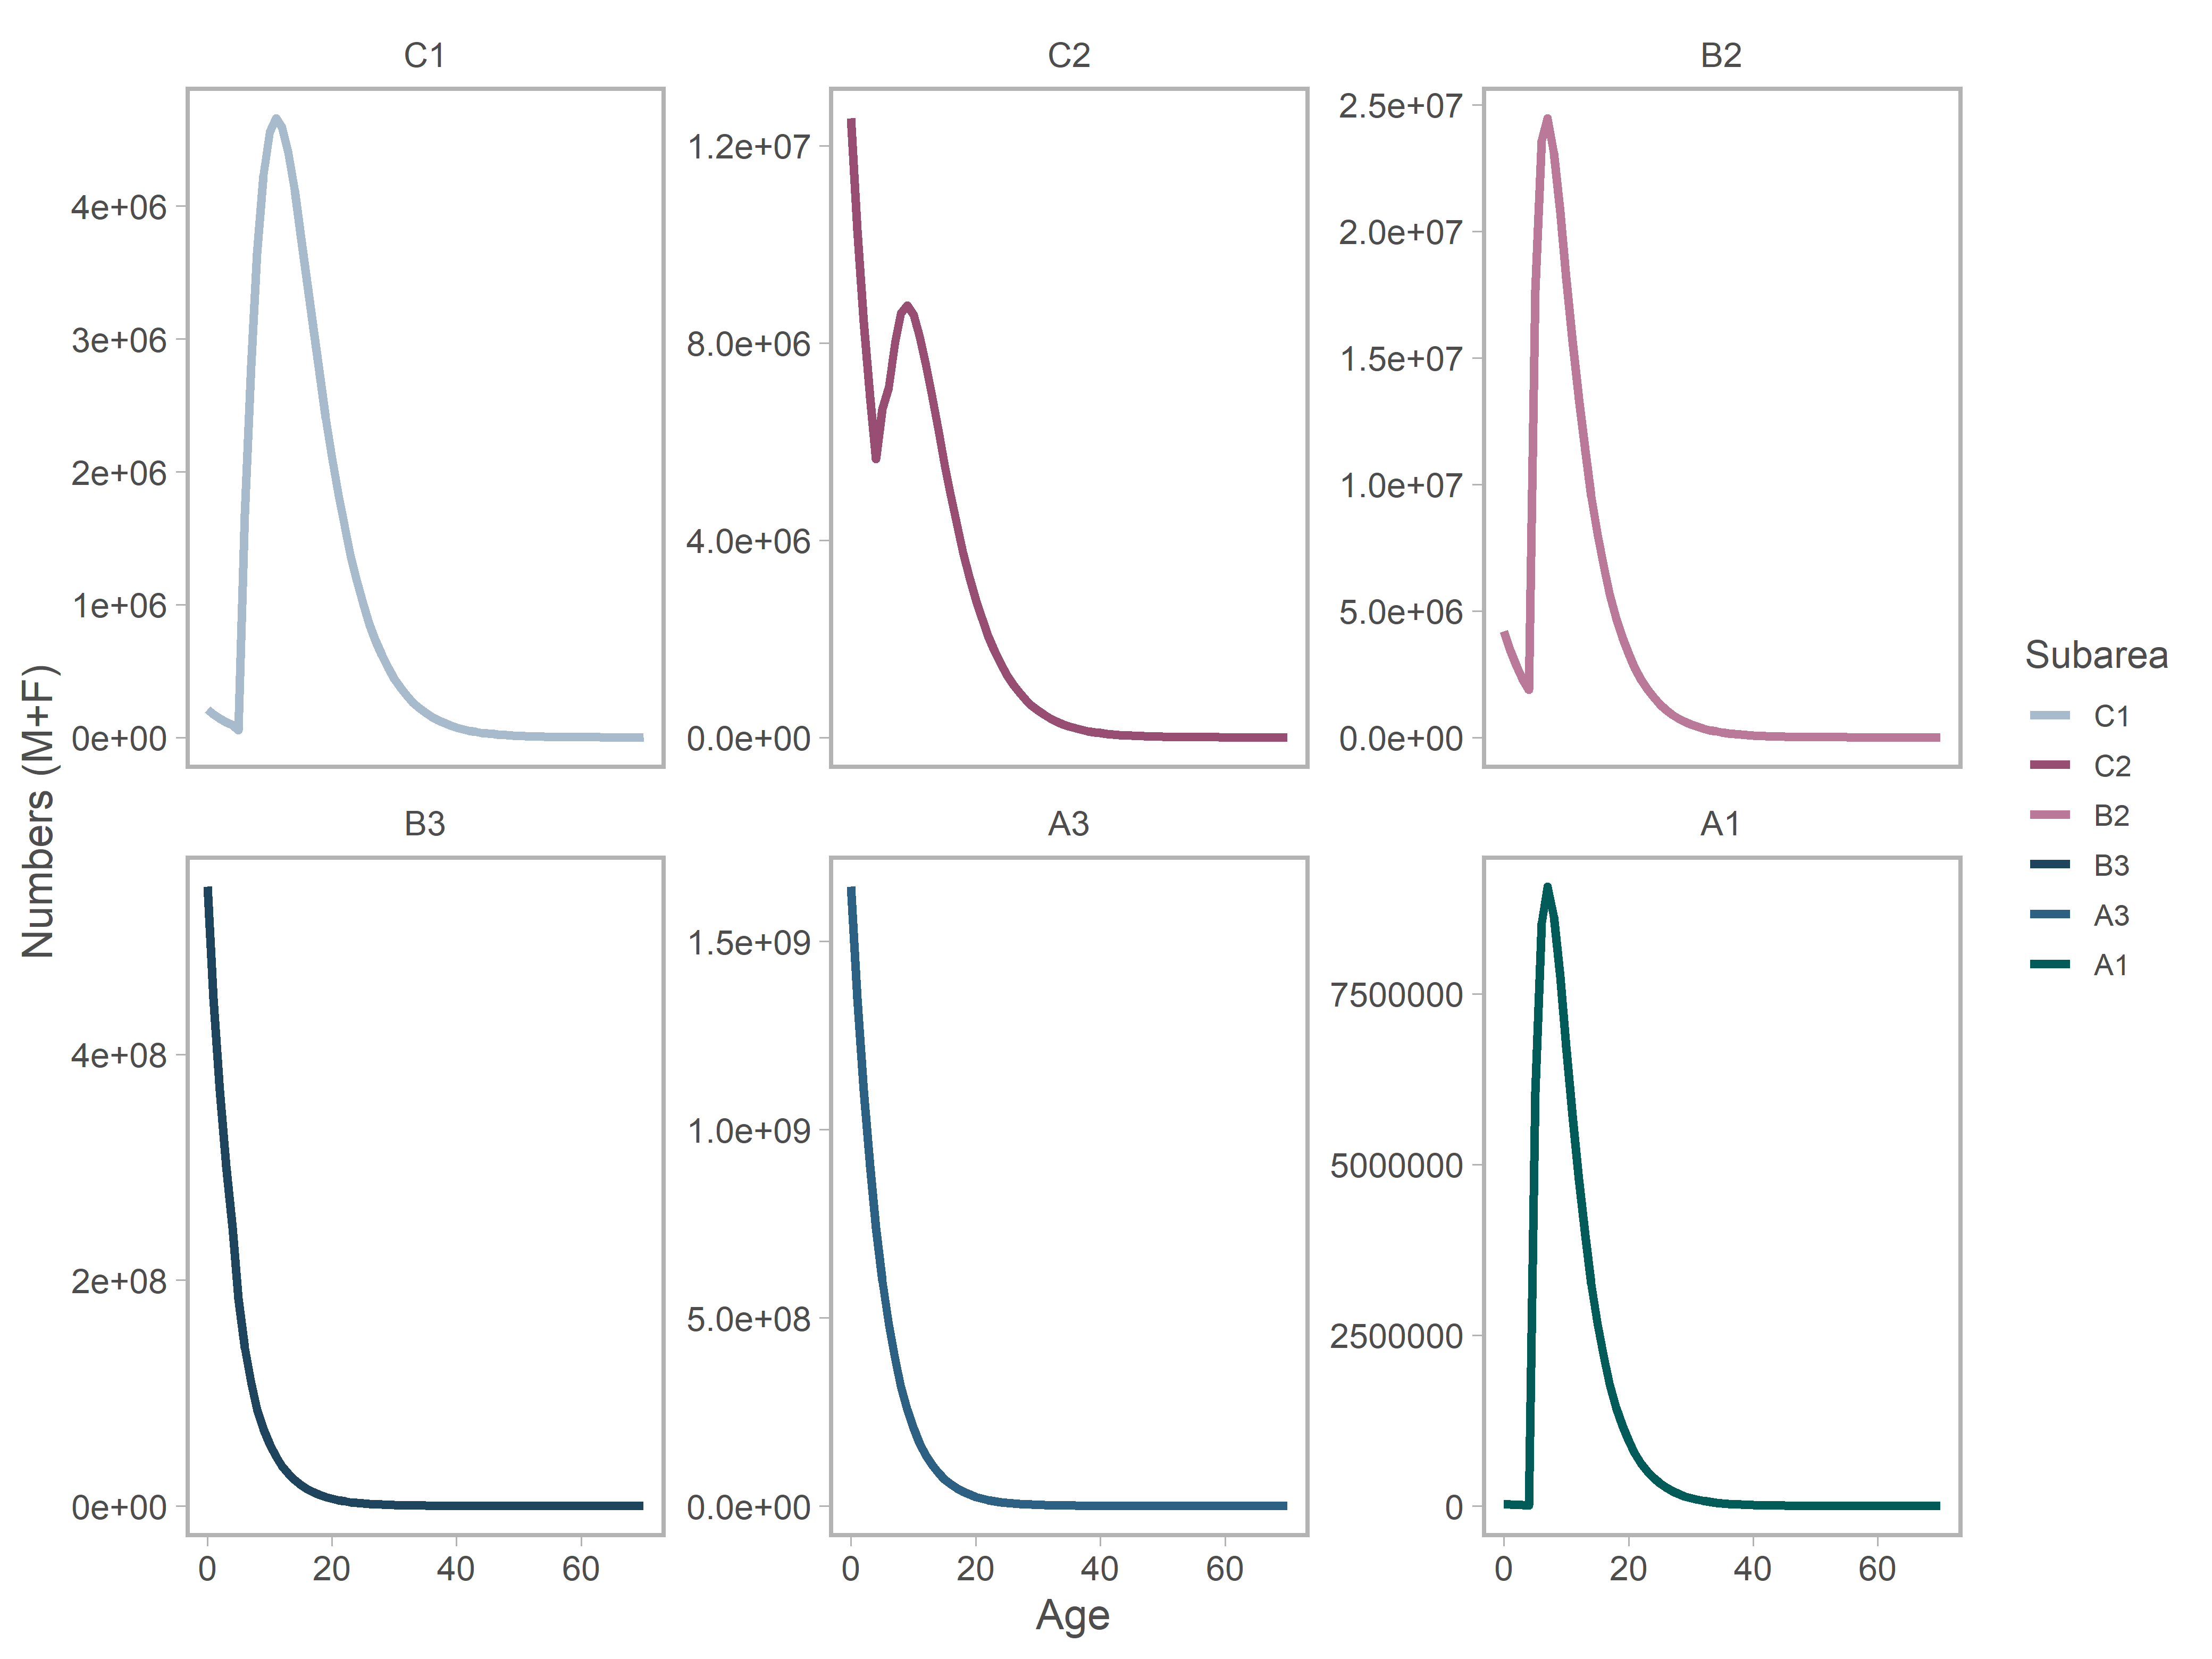 C1
C2
B2
4e+06
3e+06
2e+06
1e+06
0e+00
1.2e+07
8.0e+06
4.0e+06
0.0e+00
2.5e+07
2.0e+07
1.5e+07
1.0e+07
5.0e+06
0.0e+00
B3
A3
A1
4e+08
2e+08
0e+00
1.5e+09
1.0e+09
5.0e+08
0.0e+00
7500000
5000000
2500000
0
0 20 40 60
0 20 40 60
0 20 40 60
Age
Numbers (M+F)
Subarea
C1
C2
B2
B3
A3
A1